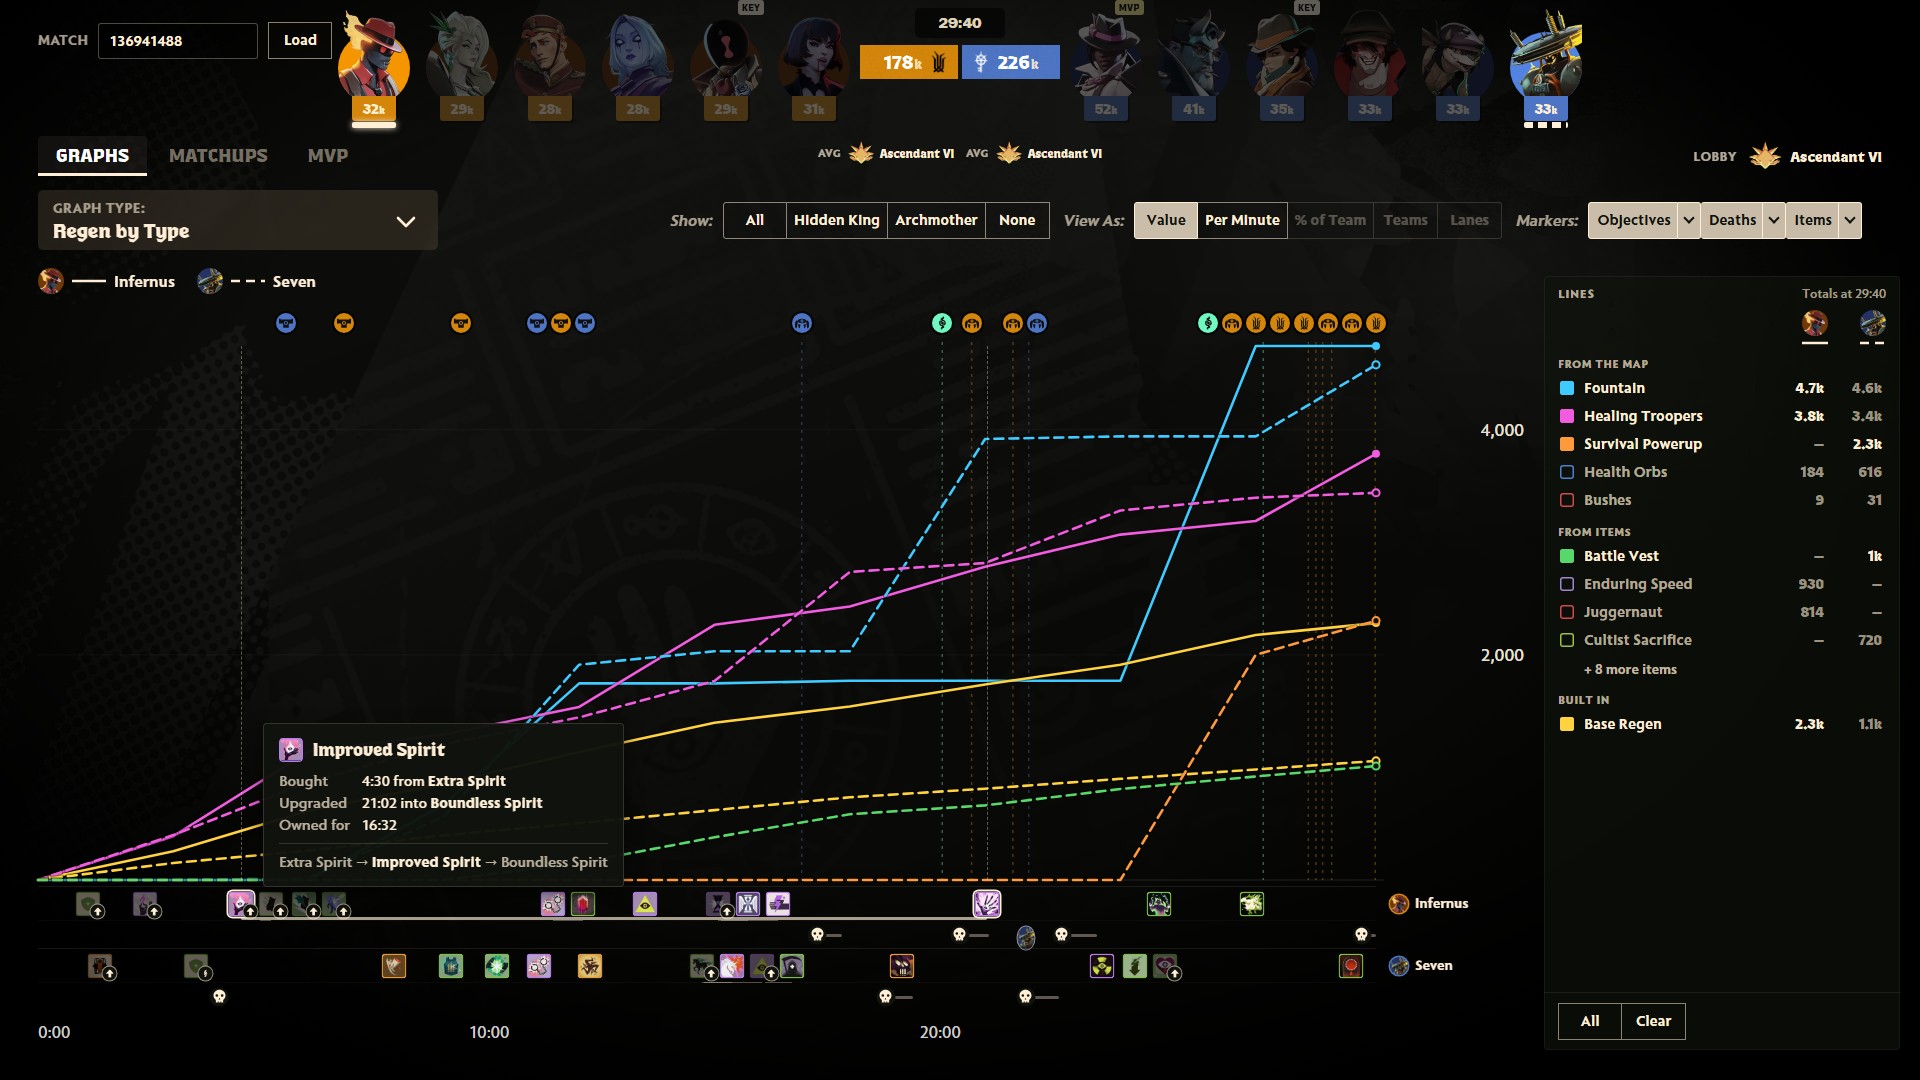 KEY
MVP
KEY
MATCH
136941488
Load
29:40
178k
226k
32k
29k
28k
28k
29k
31k
52k
41k
35k
33k
33k
33k
GRAPHS
MATCHUPS
MVP
AVG Ascendant VI
AVG Ascendant VI
LOBBY Ascendant VI
GRAPH TYPE:
Regen by Type
Show:
All
Hidden King
Archmother
None
View As:
Value
Per Minute
% of Team
Teams
Lanes
Markers:
Objectives
Deaths
Items
Infernus
Seven
LINES
Totals at 29:40
FROM THE MAP
Fountain 4.7k 4.6k
Healing Troopers 3.8k 3.4k
Survival Powerup – 2.3k
Health Orbs 184 616
Bushes 9 31
FROM ITEMS
Battle Vest – 1k
Enduring Speed 930 –
Juggernaut 814 –
Cultist Sacrifice – 720
+ 8 more items
BUILT IN
Base Regen 2.3k 1.1k
All
Clear
4,000
2,000
Improved Spirit
Bought 4:30 from Extra Spirit
Upgraded 21:02 into Boundless Spirit
Owned for 16:32
Extra Spirit → Improved Spirit → Boundless Spirit
Infernus
Seven
0:00
10:00
20:00